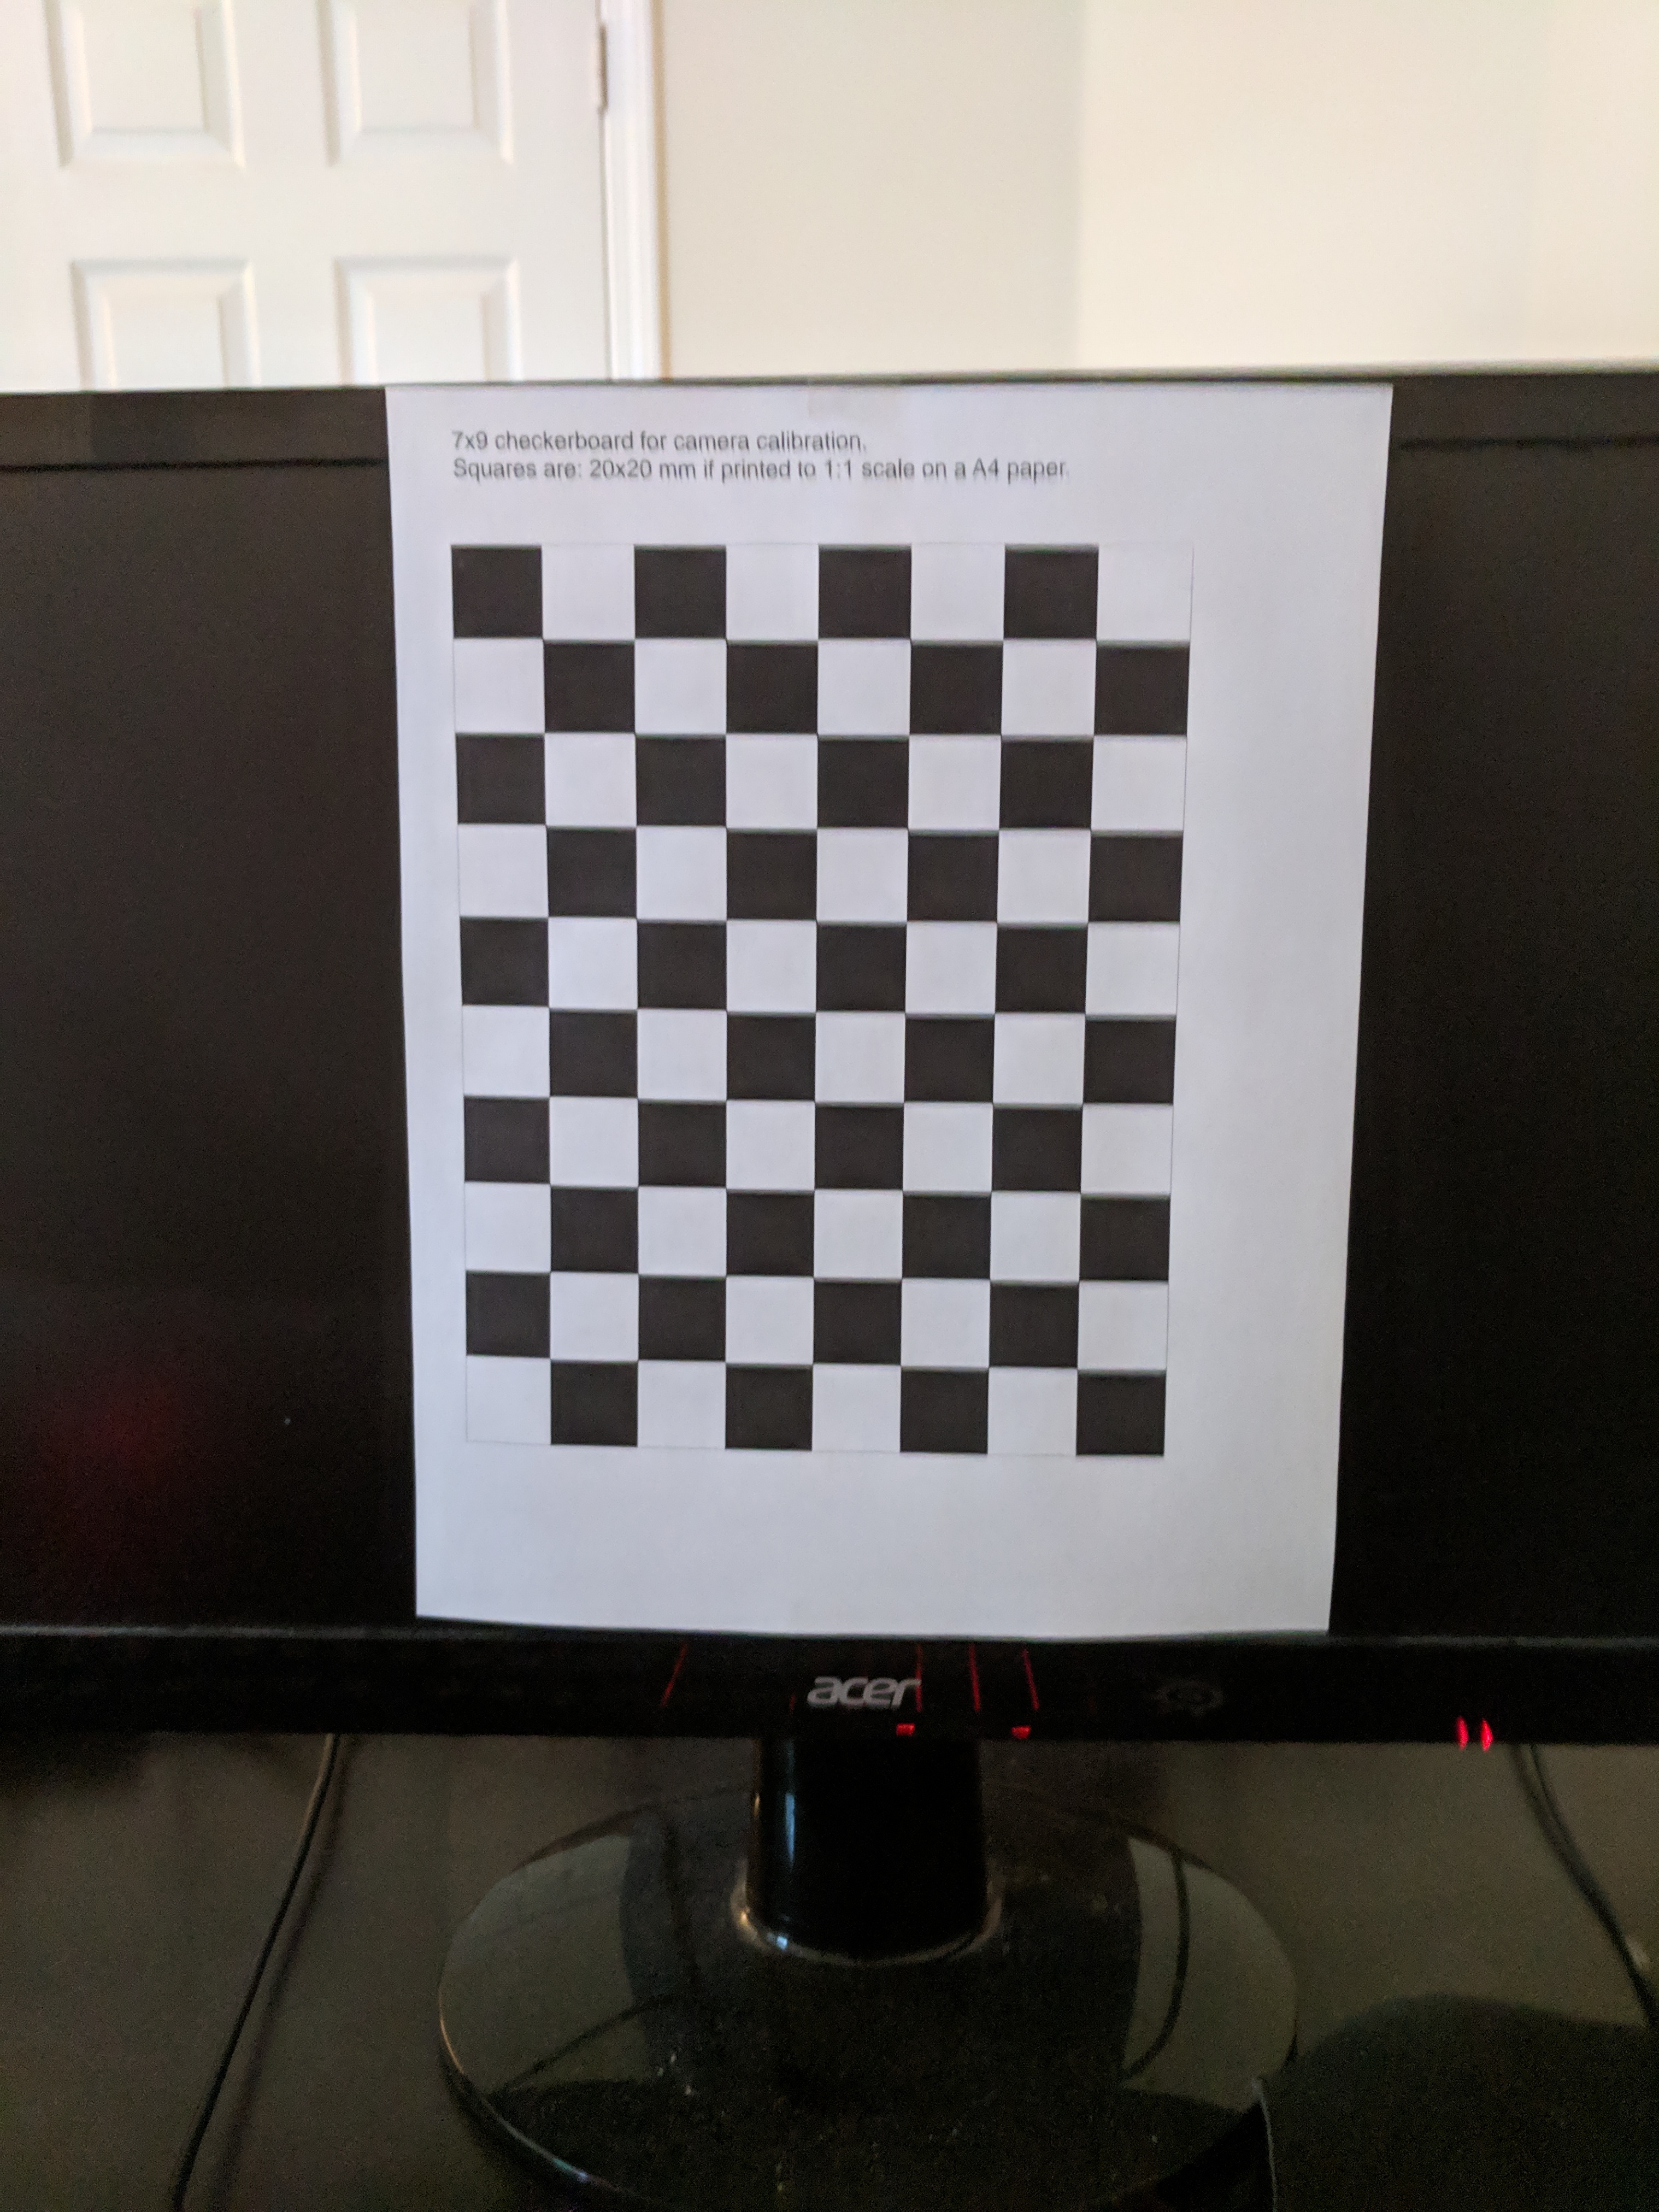 7x9 checkerboard for camera calibration.
Squares are: 20x20 mm if printed to 1:1 scale on a A4 paper.
acer